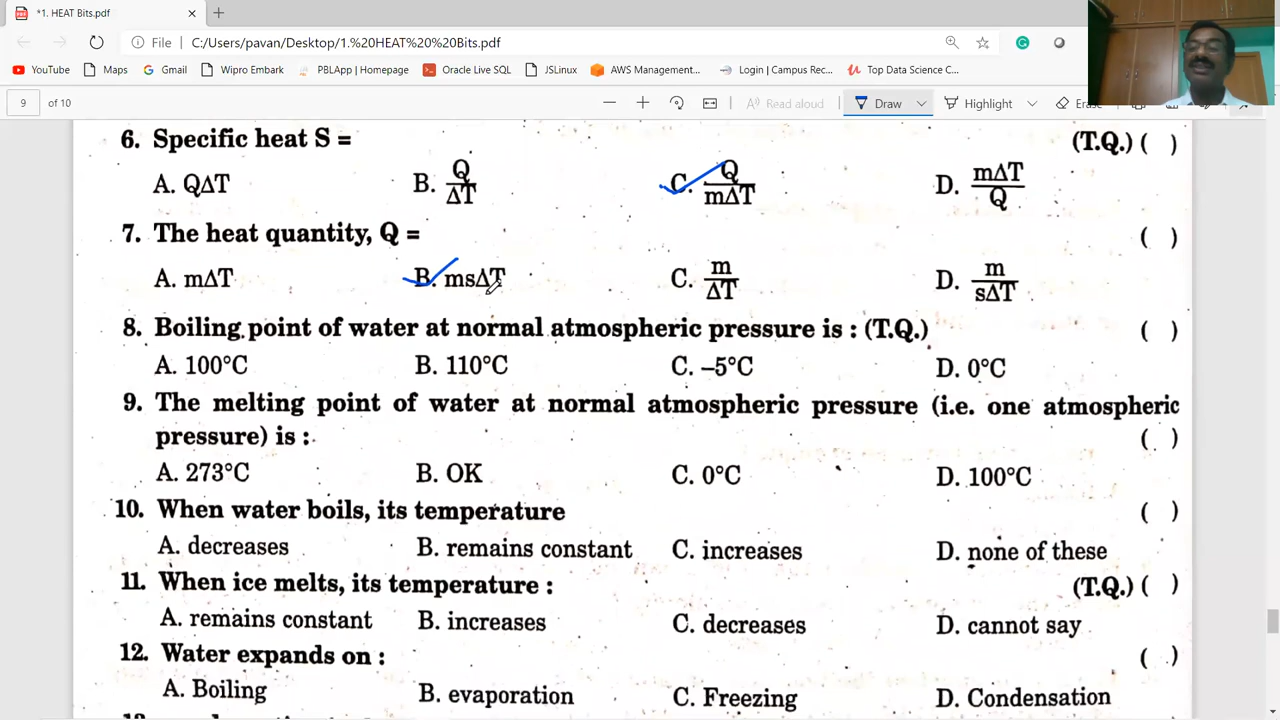 *1. HEAT Bits.pdf
File C:/Users/pavan/Desktop/1.%20HEAT%20%20Bits.pdf
YouTube Maps Gmail Wipro Embark PBLApp | Homepage Oracle Live SQL JSLinux AWS Management... Login | Campus Rec... Top Data Science C...
9 of 10 Read aloud Draw Highlight Erase
6. Specific heat S = (T.Q.) ( )
A. QΔT B. Q/ΔT C. Q/mΔT D. mΔT/Q
7. The heat quantity, Q = ( )
A. mΔT B. msΔT C. m/ΔT D. m/sΔT
8. Boiling point of water at normal atmospheric pressure is : (T.Q.) ( )
A. 100°C B. 110°C C. –5°C D. 0°C
9. The melting point of water at normal atmospheric pressure (i.e. one atmospheric
pressure) is : ( )
A. 273°C B. OK C. 0°C D. 100°C
10. When water boils, its temperature ( )
A. decreases B. remains constant C. increases D. none of these
11. When ice melts, its temperature : (T.Q.) ( )
A. remains constant B. increases C. decreases D. cannot say
12. Water expands on : ( )
A. Boiling B. evaporation C. Freezing D. Condensation